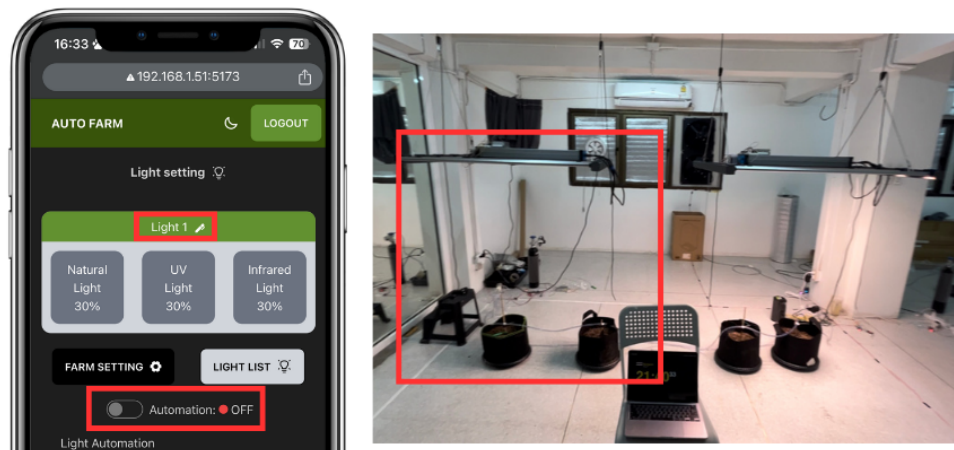 16:33
70
192.168.1.51:5173
AUTO FARM
LOGOUT
Light setting
Light 1
Natural
Light
30%
UV
Light
30%
Infrared
Light
30%
FARM SETTING
LIGHT LIST
Automation: OFF
Light Automation